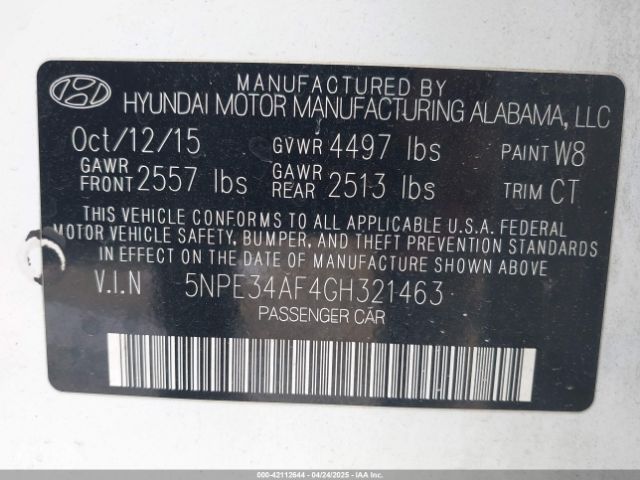 MANUFACTURED BY
HYUNDAI MOTOR MANUFACTURING ALABAMA, LLC
Oct/12/15 GVWR 4497 lbs PAINT W8
GAWR FRONT 2557 lbs GAWR REAR 2513 lbs TRIM CT
THIS VEHICLE CONFORMS TO ALL APPLICABLE U.S.A. FEDERAL
MOTOR VEHICLE SAFETY, BUMPER, AND THEFT PREVENTION STANDARDS
IN EFFECT ON THE DATE OF MANUFACTURE SHOWN ABOVE
V.I.N 5NPE34AF4GH321463
PASSENGER CAR
000-42112644 - 04/24/2025 - IAAI.COM